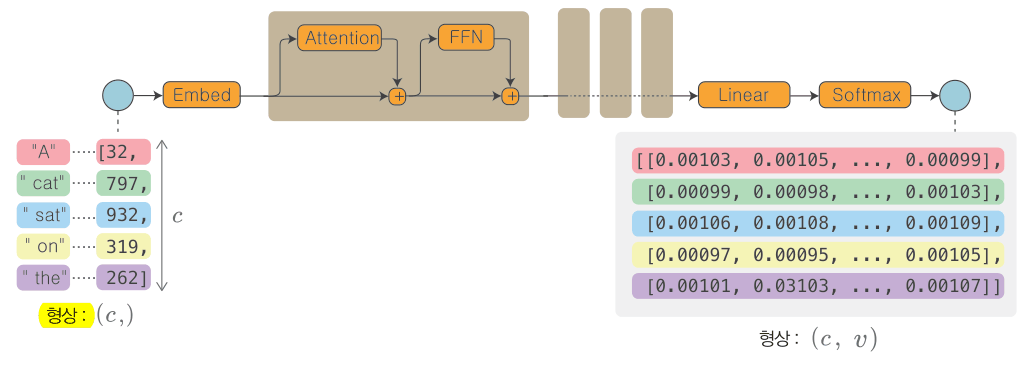 Attention
FFN
+
+
Embed
Linear
Softmax
"A" [32,
" cat" 797,
" sat" 932,
" on" 319,
" the" 262]
c
형상 : (c,)
[[0.00103, 0.00105, ..., 0.00099],
[0.00099, 0.00098, ..., 0.00103],
[0.00106, 0.00108, ..., 0.00109],
[0.00097, 0.00095, ..., 0.00105],
[0.00101, 0.03103, ..., 0.00107]]
형상 : (c, v)